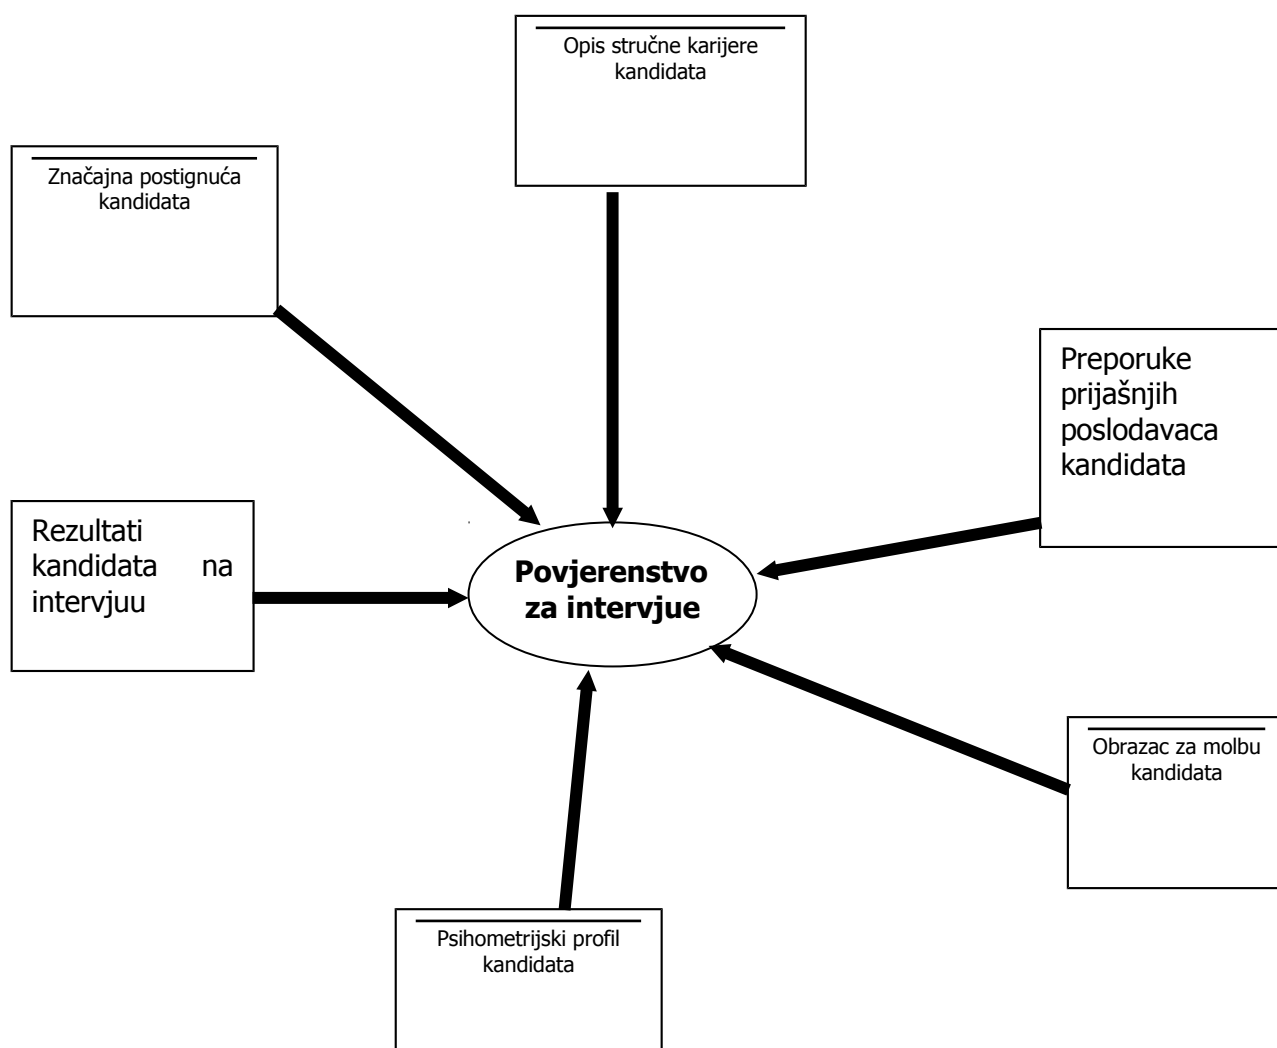 Opis stručne karijere
kandidata
Značajna postignuća
kandidata
Preporuke
prijašnjih
poslodavaca
kandidata
Rezultati
kandidata na
intervjuu
Povjerenstvo
za intervjue
Obrazac za molbu
kandidata
Psihometrijski profil
kandidata